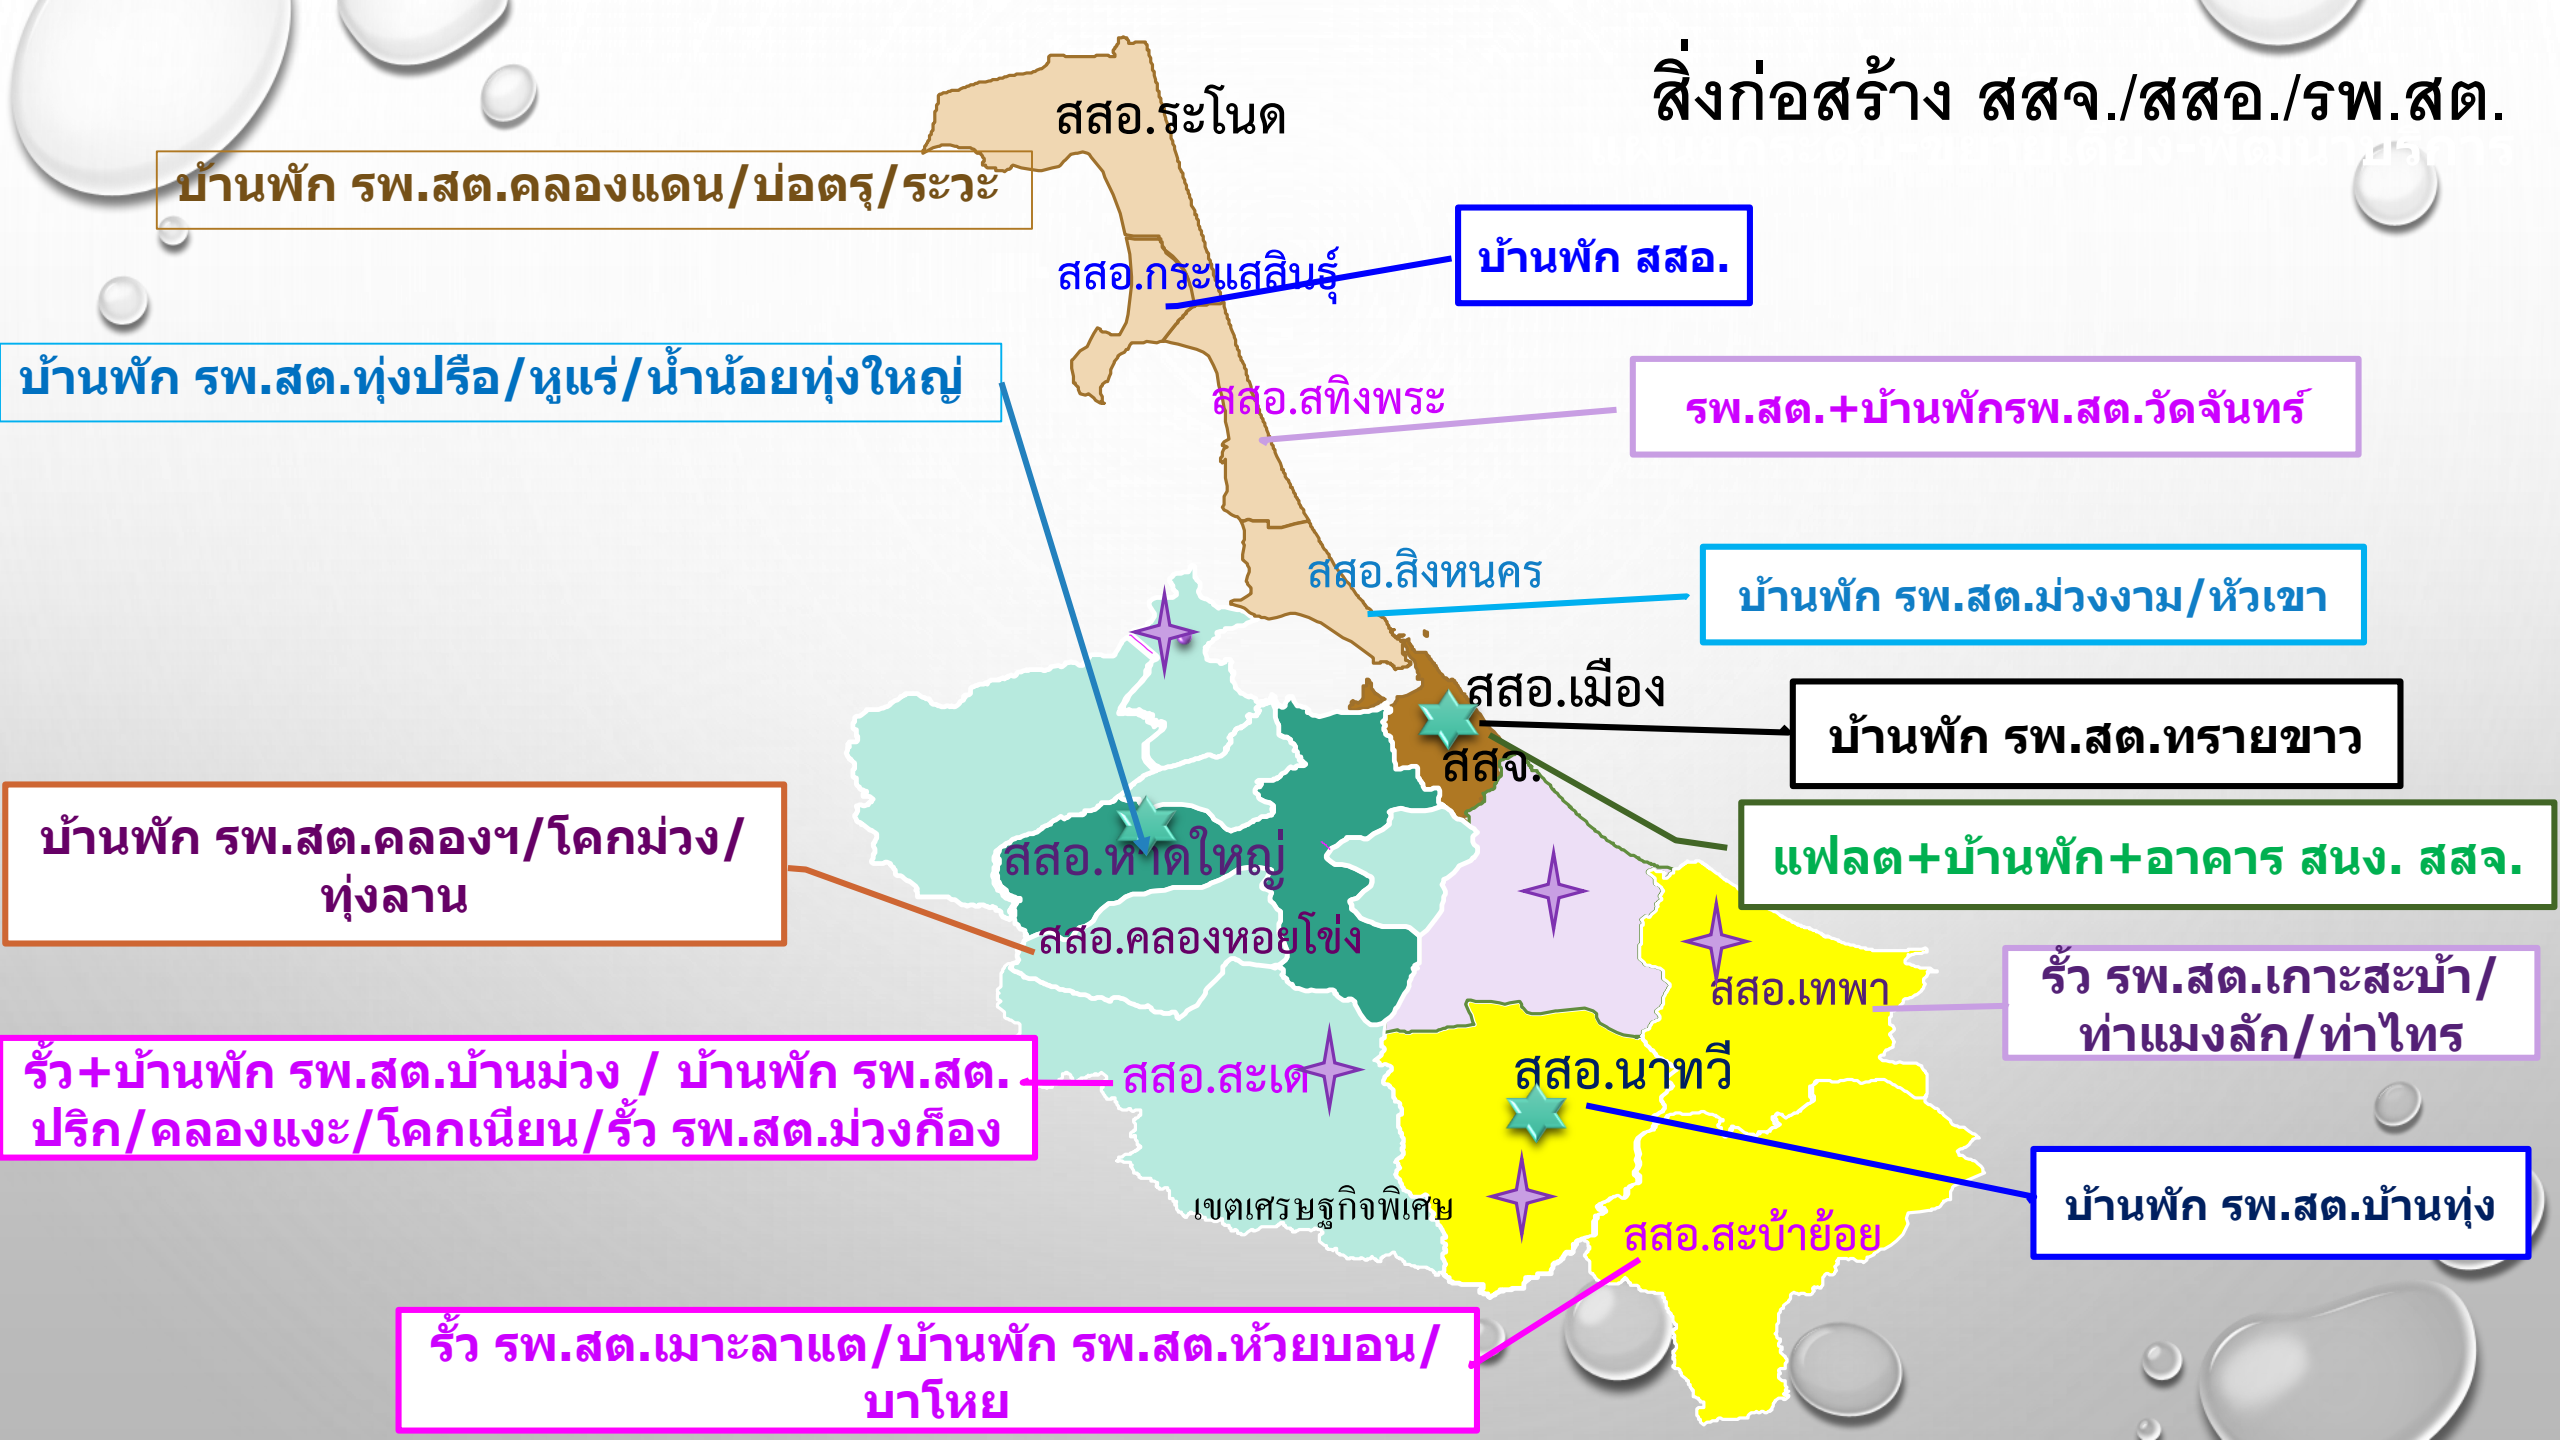 สิ่งก่อสร้าง สสจ./สสอ./รพ.สต.
สสอ.ระโนด
บ้านพัก รพ.สต.คลองแดน/บ่อตรุ/ระวะ
บ้านพัก สสอ.
สสอ.กระแสสินธุ์
บ้านพัก รพ.สต.ทุ่งปรือ/หูแร่/น้ำน้อยทุ่งใหญ่
สสอ.สทิงพระ
รพ.สต.+บ้านพักรพ.สต.วัดจันทร์
สสอ.สิงหนคร
บ้านพัก รพ.สต.ม่วงงาม/หัวเขา
สสอ.เมือง
บ้านพัก รพ.สต.ทรายขาว
สสจ.
แฟลต+บ้านพัก+อาคาร สนง. สสจ.
สสอ.หาดใหญ่
บ้านพัก รพ.สต.คลองฯ/โคกม่วง/
ทุ่งลาน
สสอ.คลองหอยโข่ง
สสอ.เทพา
รั้ว รพ.สต.เกาะสะบ้า/
ท่าแมงลัก/ท่าไทร
รั้ว+บ้านพัก รพ.สต.บ้านม่วง / บ้านพัก รพ.สต.
ปริก/คลองแงะ/โคกเนียน/รั้ว รพ.สต.ม่วงก็อง
สสอ.สะเดา
สสอ.นาทวี
บ้านพัก รพ.สต.บ้านทุ่ง
เขตเศรษฐกิจพิเศษ
สสอ.สะบ้าย้อย
รั้ว รพ.สต.เมาะลาแต/บ้านพัก รพ.สต.ห้วยบอน/
บาโหย